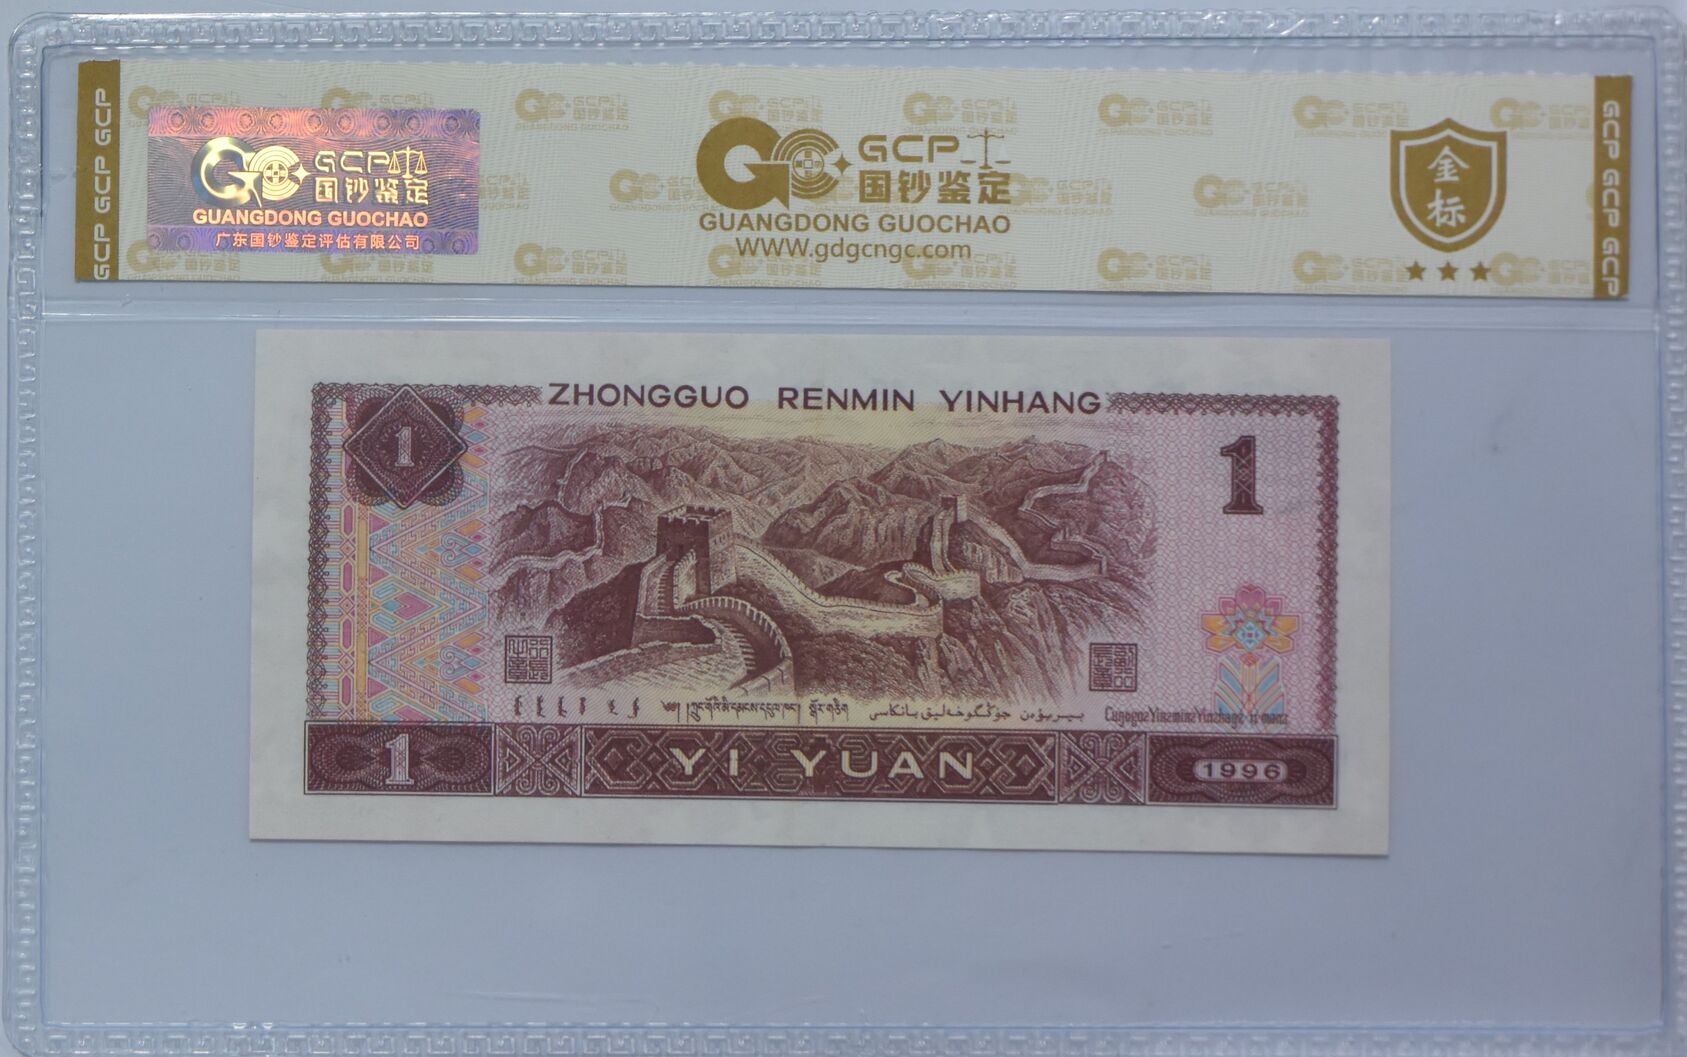 GCP GCP GCP
GCP
国钞鉴定
GUANGDONG GUOCHAO
广东国钞鉴定评估有限公司
GCP
国钞鉴定
GUANGDONG GUOCHAO
WWW.gdgcngc.com
金
标
GCP GCP GCP
ZHONGGUO RENMIN YINHANG
1
1
1
YI YUAN
1996